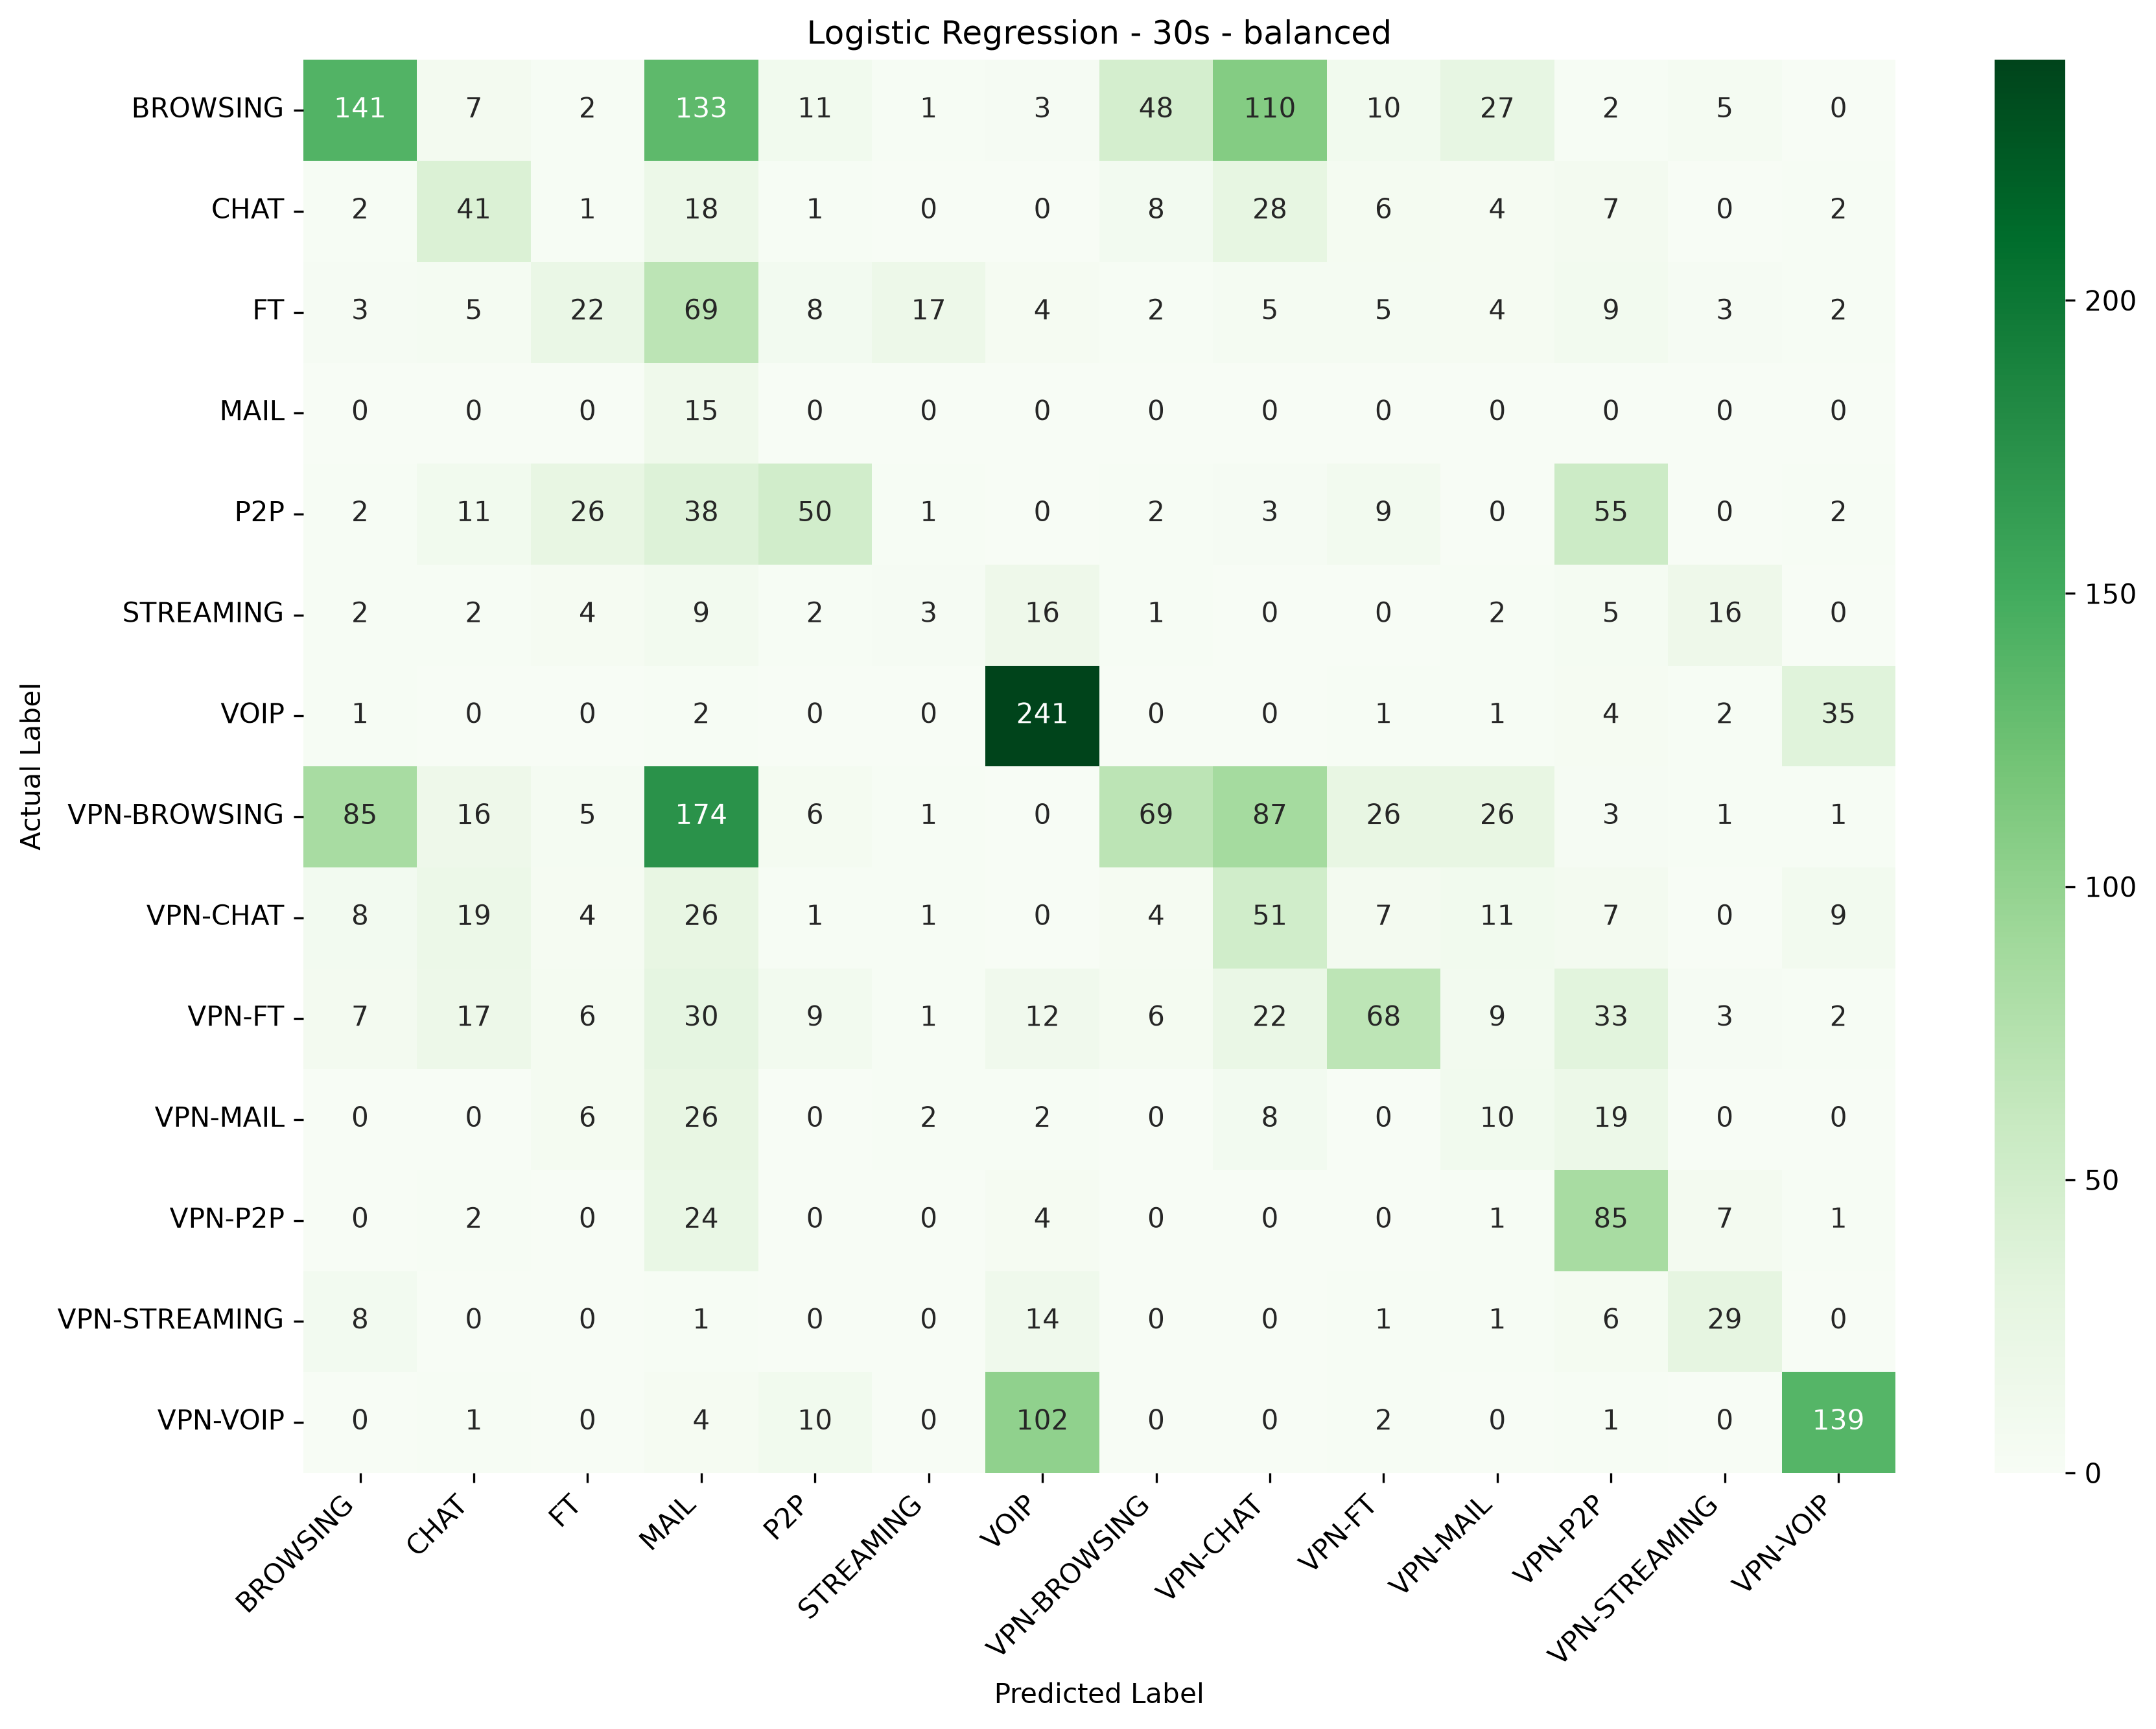 Logistic Regression - 30s - balanced
BROWSING 141 7 2 133 11 1 3 48 110 10 27 2 5 0
CHAT 2 41 1 18 1 0 0 8 28 6 4 7 0 2
FT 3 5 22 69 8 17 4 2 5 5 4 9 3 2
MAIL 0 0 0 15 0 0 0 0 0 0 0 0 0 0
P2P 2 11 26 38 50 1 0 2 3 9 0 55 0 2
STREAMING 2 2 4 9 2 3 16 1 0 0 2 5 16 0
VOIP 1 0 0 2 0 0 241 0 0 1 1 4 2 35
VPN-BROWSING 85 16 5 174 6 1 0 69 87 26 26 3 1 1
VPN-CHAT 8 19 4 26 1 1 0 4 51 7 11 7 0 9
VPN-FT 7 17 6 30 9 1 12 6 22 68 9 33 3 2
VPN-MAIL 0 0 6 26 0 2 2 0 8 0 10 19 0 0
VPN-P2P 0 2 0 24 0 0 4 0 0 0 1 85 7 1
VPN-STREAMING 8 0 0 1 0 0 14 0 0 1 1 6 29 0
VPN-VOIP 0 1 0 4 10 0 102 0 0 2 0 1 0 139
BROWSING CHAT FT MAIL P2P STREAMING VOIP VPN-BROWSING VPN-CHAT VPN-FT VPN-MAIL VPN-P2P VPN-STREAMING VPN-VOIP
Predicted Label
Actual Label
200
150
100
50
0